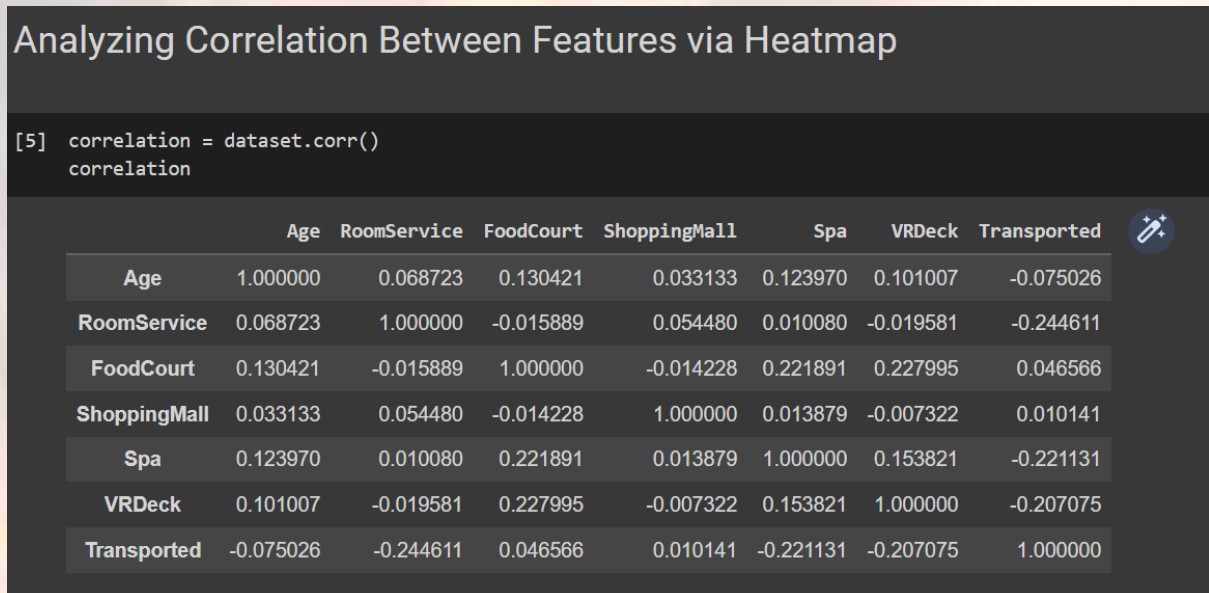 Analyzing Correlation Between Features via Heatmap
[5] correlation = dataset.corr()
correlation
Age RoomService FoodCourt ShoppingMall Spa VRDeck Transported
Age 1.000000 0.068723 0.130421 0.033133 0.123970 0.101007 -0.075026
RoomService 0.068723 1.000000 -0.015889 0.054480 0.010080 -0.019581 -0.244611
FoodCourt 0.130421 -0.015889 1.000000 -0.014228 0.221891 0.227995 0.046566
ShoppingMall 0.033133 0.054480 -0.014228 1.000000 0.013879 -0.007322 0.010141
Spa 0.123970 0.010080 0.221891 0.013879 1.000000 0.153821 -0.221131
VRDeck 0.101007 -0.019581 0.227995 -0.007322 0.153821 1.000000 -0.207075
Transported -0.075026 -0.244611 0.046566 0.010141 -0.221131 -0.207075 1.000000